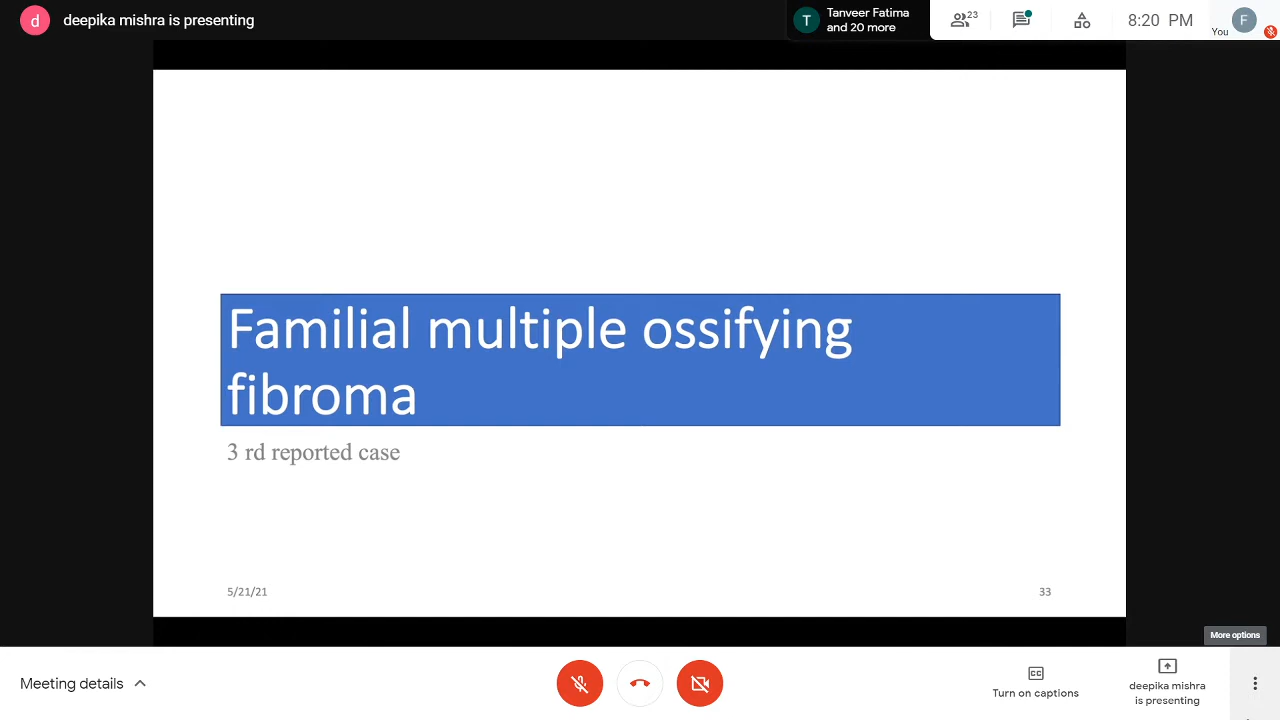 d deepika mishra is presenting
T Tanveer Fatima
and 20 more
23
8:20 PM
You
F
Familial multiple ossifying
fibroma
3 rd reported case
5/21/21
33
More options
Meeting details
CC
Turn on captions
deepika mishra
is presenting